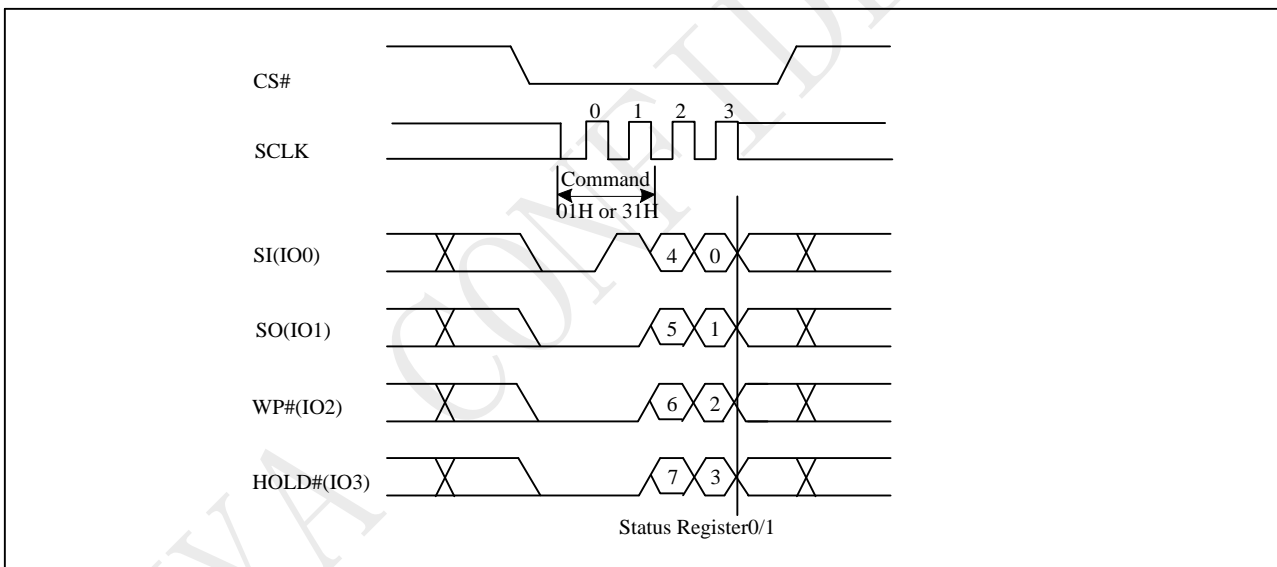 CS#
0 1 2 3
SCLK
Command
01H or 31H
SI(IO0) 4 0
SO(IO1) 5 1
WP#(IO2) 6 2
HOLD#(IO3) 7 3
Status Register0/1